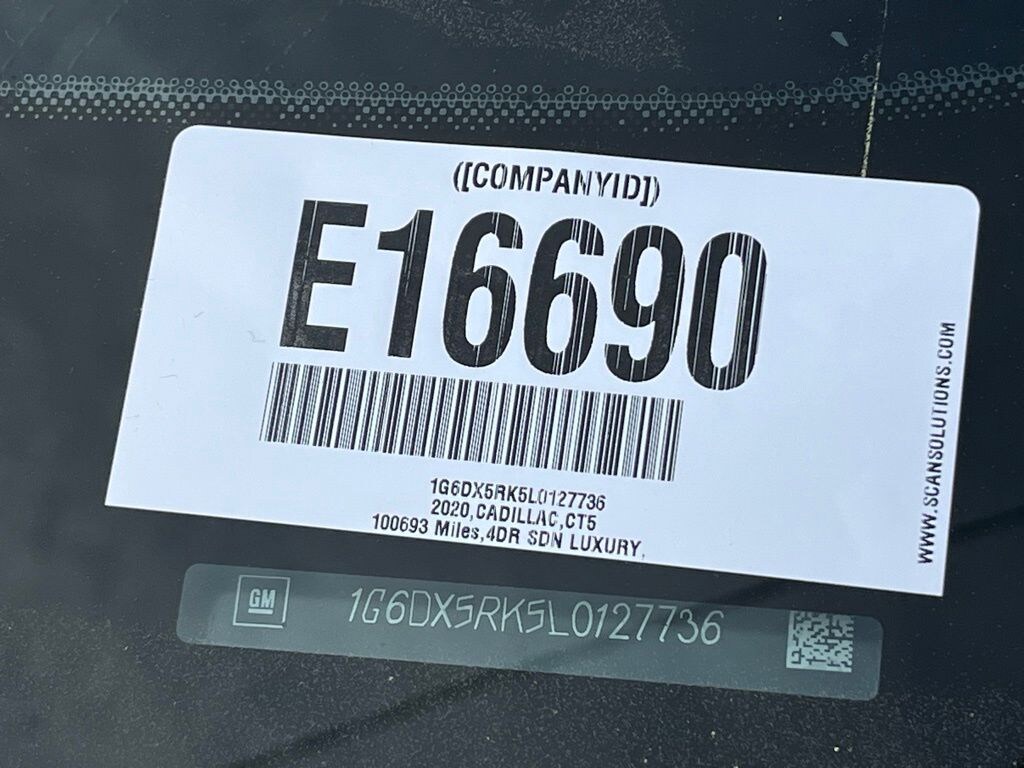 ([COMPANYID])
E16690
1G6DX5RK5L0127736
2020,CADILLAC,CT5
100693 Miles,4DR SDN LUXURY,
WWW.SCANSOLUTIONS.COM
GM 1G6DX5RK5L0127736